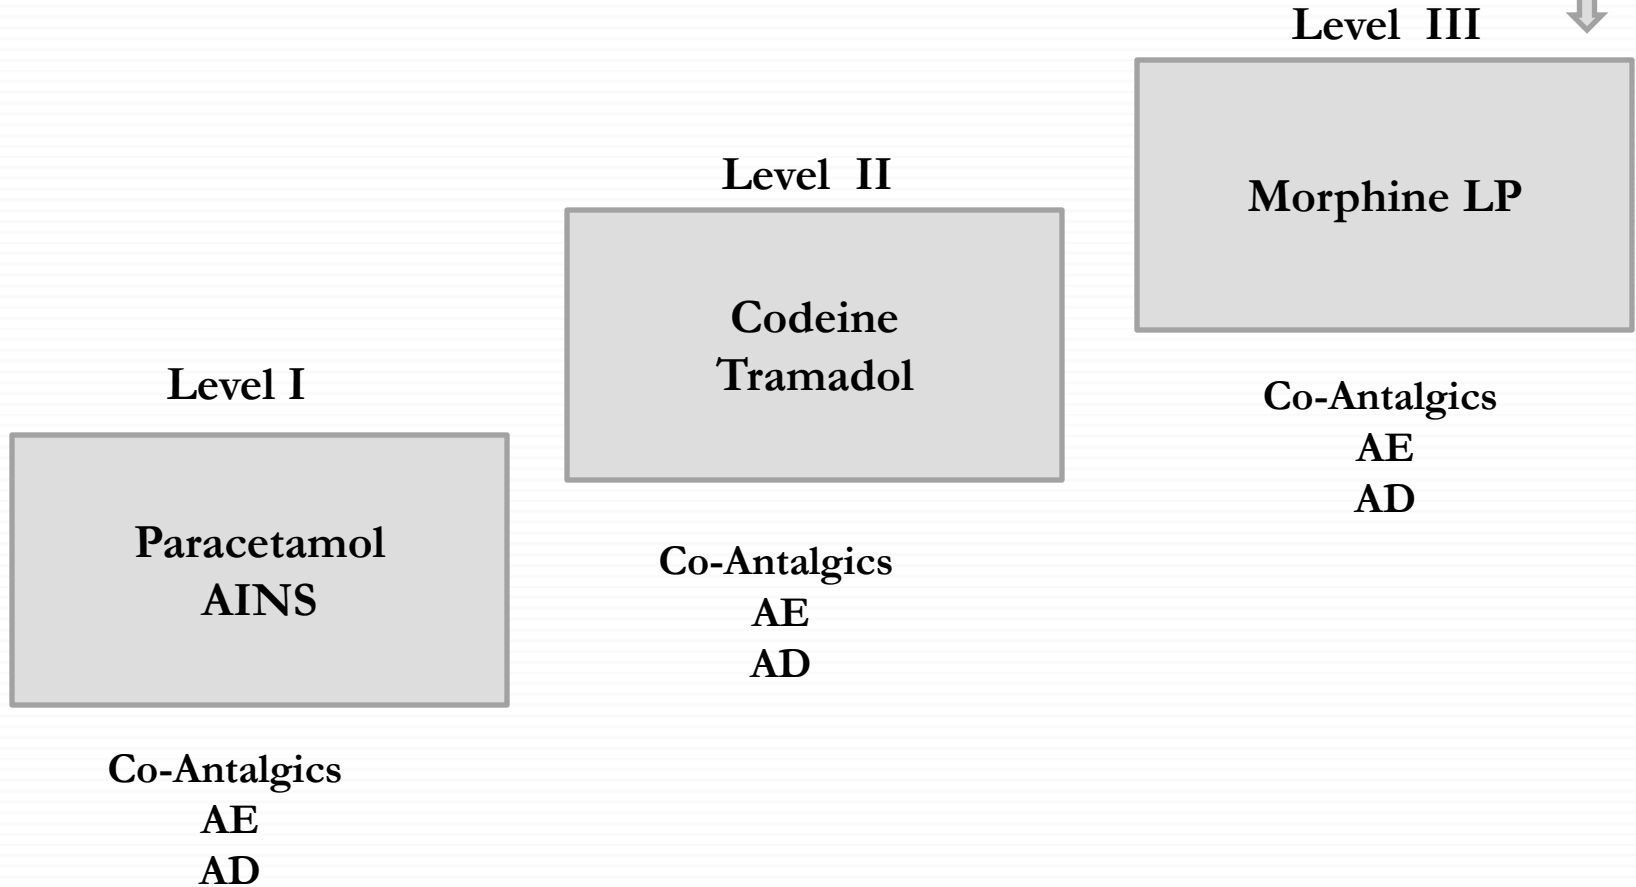 Level I
Paracetamol
AINS
Co-Antalgics
AE
AD
Level II
Codeine
Tramadol
Co-Antalgics
AE
AD
Level III
Morphine LP
Co-Antalgics
AE
AD